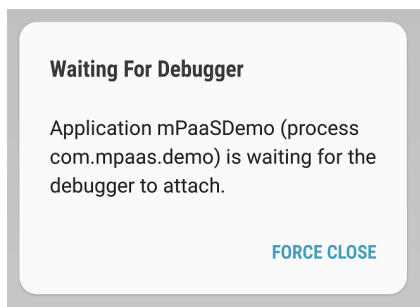 Waiting For Debugger
Application mPaaSDemo (process
com.mpaas.demo) is waiting for the
debugger to attach.
FORCE CLOSE